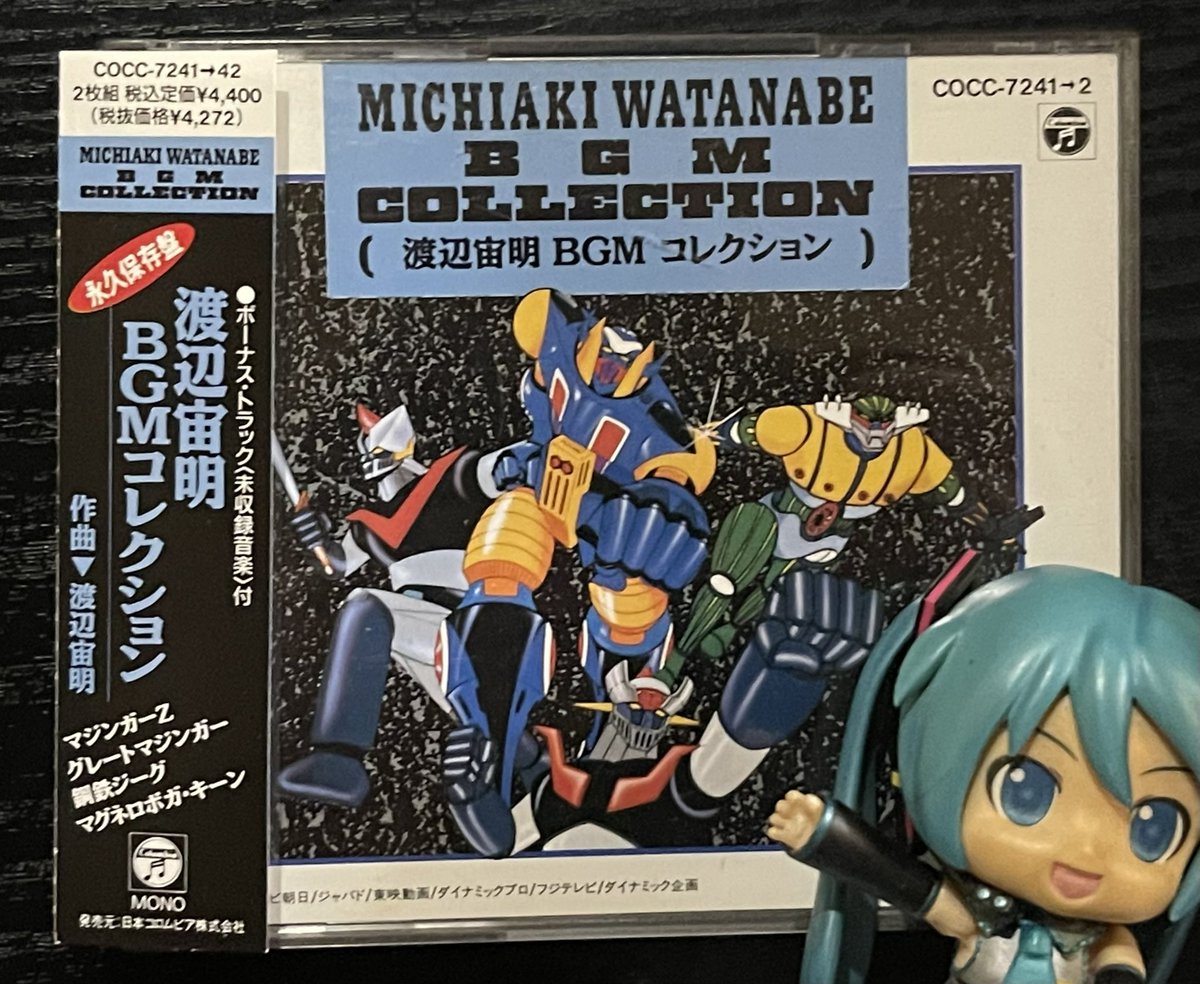 COCC-7241→42
2枚組 税込定価¥4,400
(税抜価格¥4,272)
MICHIAKI WATANABE
BGM
COLLECTION
永久保存盤
●ボーナス・トラック〈未収録音楽〉付
渡辺宙明
BGMコレクション
作曲▼渡辺宙明
マジンガーZ
グレートマジンガー
鋼鉄ジーグ
マグネロボガ・キーン
Columbia
MONO
発売元:日本コロムビア株式会社
MICHIAKI WATANABE
BGM
COLLECTION
(渡辺宙明 BGM コレクション)
COCC-7241→2
Columbia
ビ朝日/ジャパド/東映動画/ダイナミックプロ/フジテレビ/ダイナミック企画